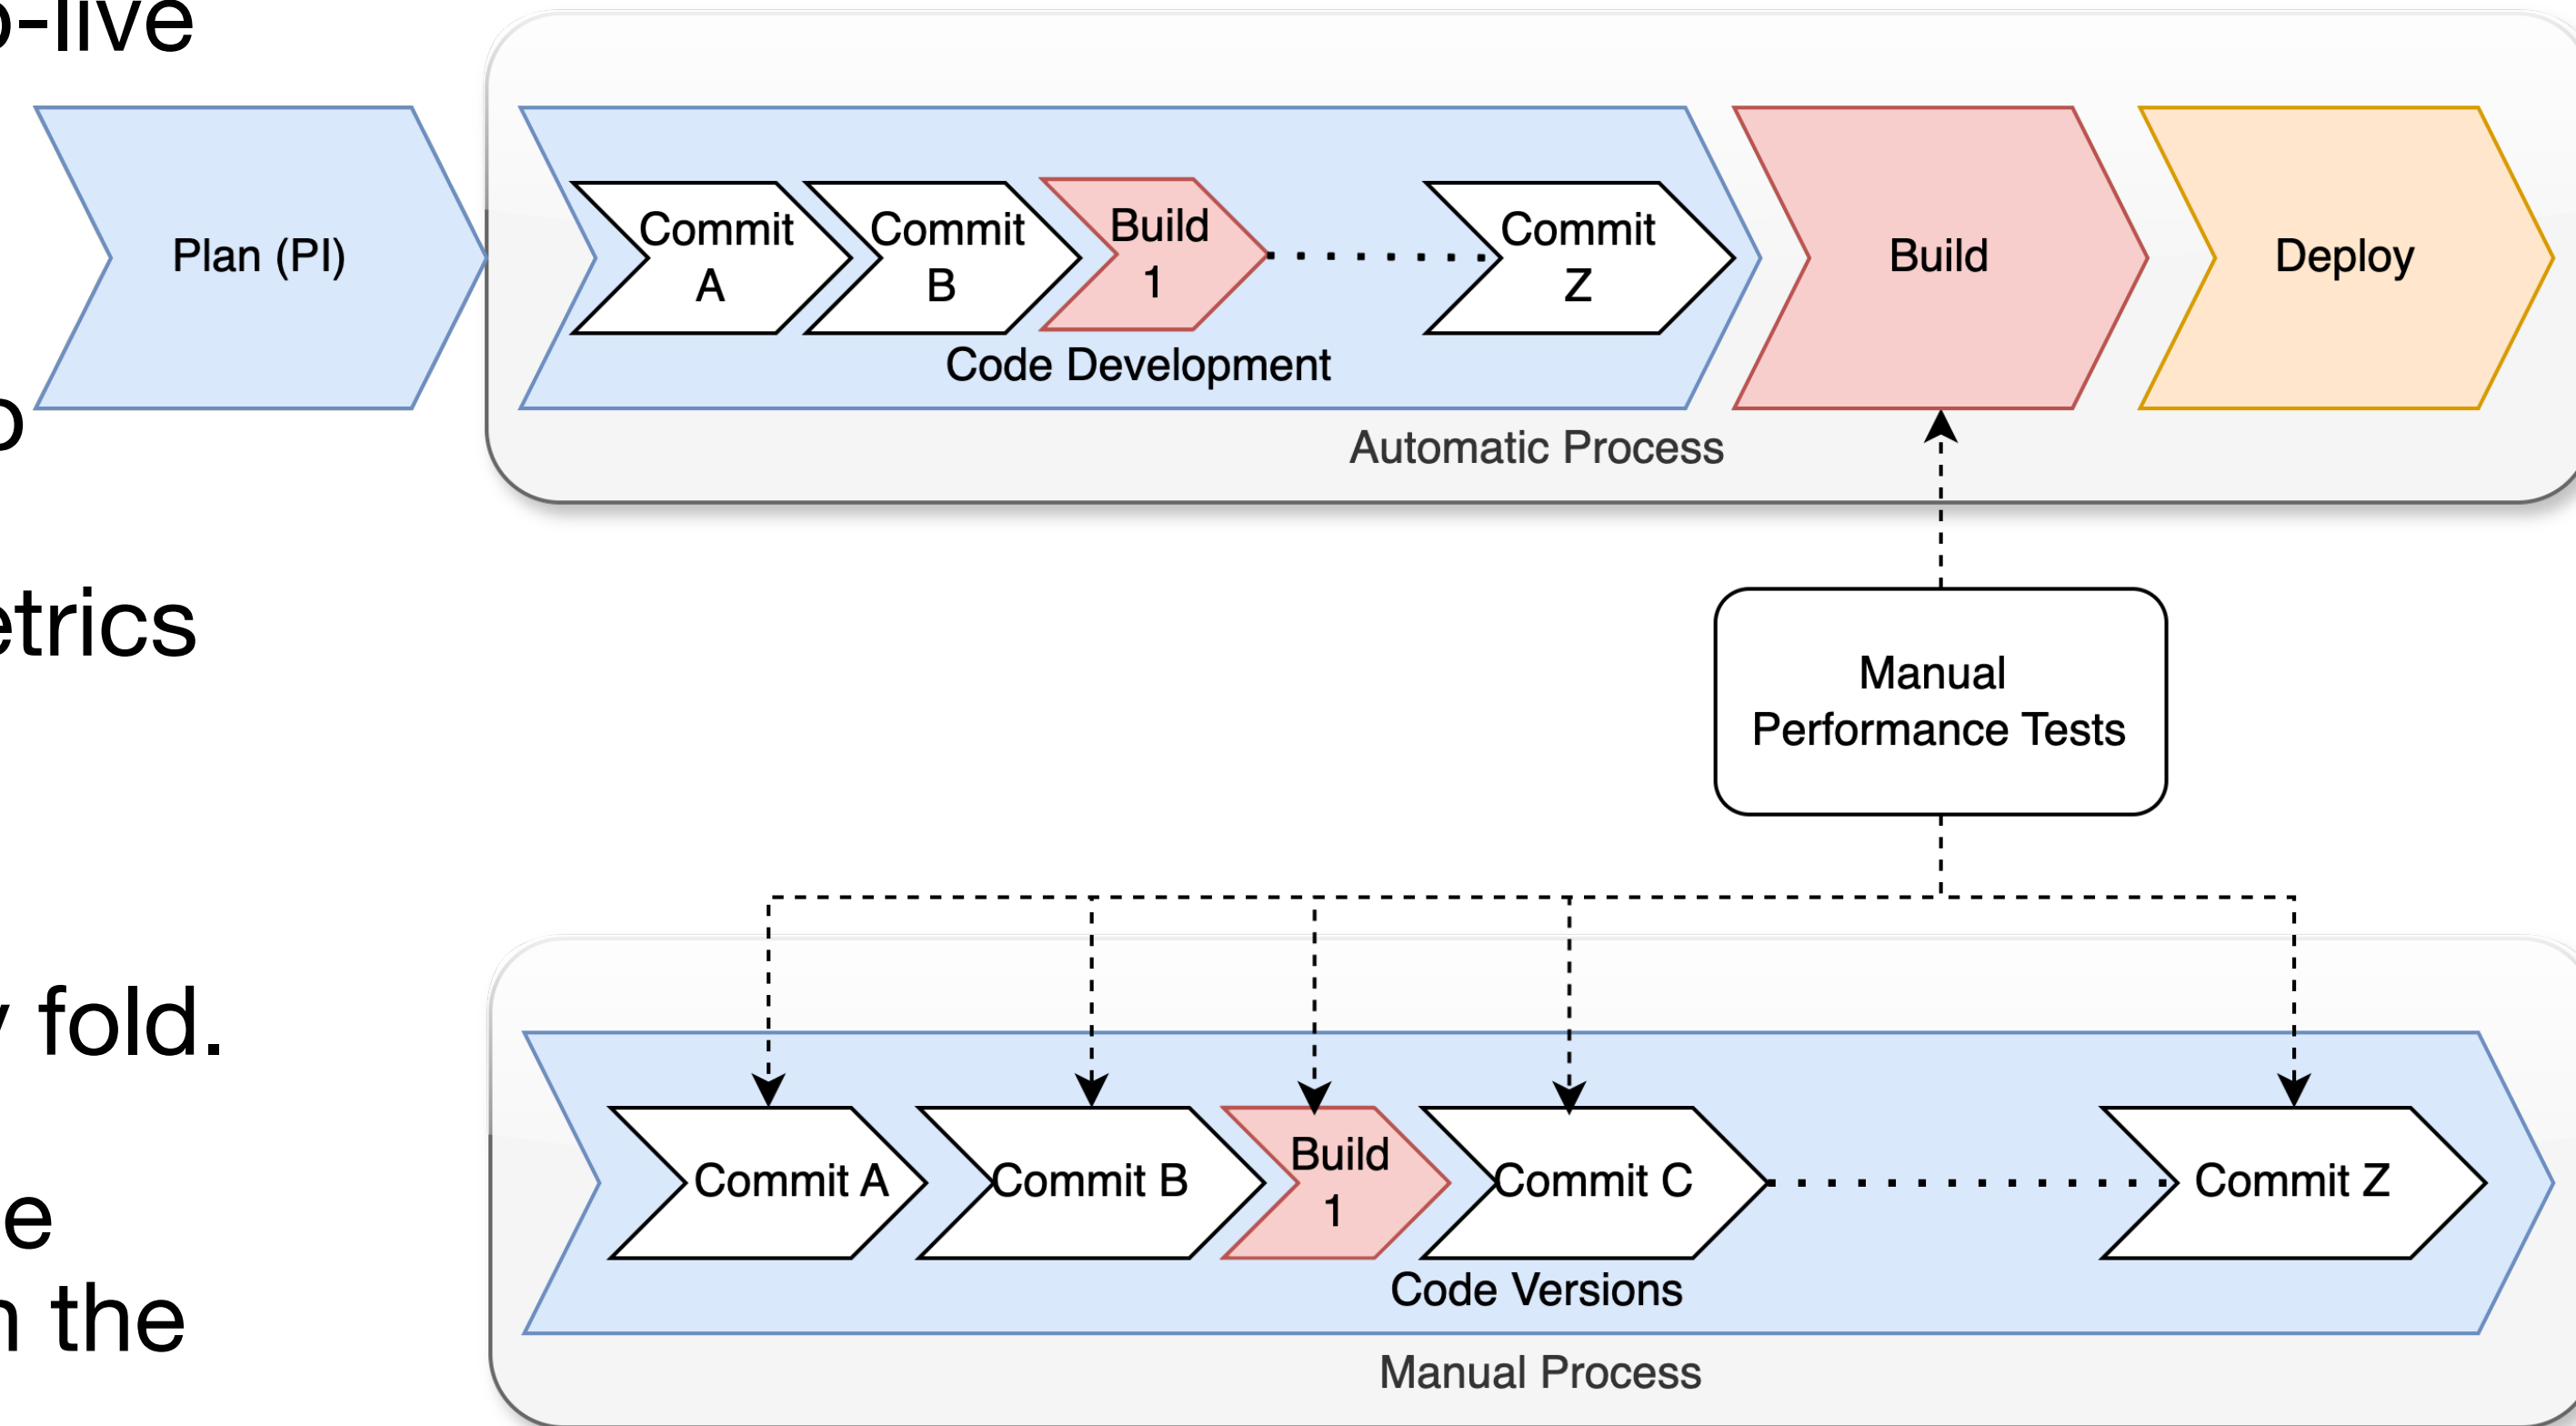 -live
Plan (PI)
Commit
A
Commit
B
Build
1
Commit
Z
Code Development
Build
Deploy
Automatic Process
etrics
Manual
Performance Tests
fold.
Commit A
Commit B
Build
1
Commit C
Commit Z
Code Versions
e
the
Manual Process